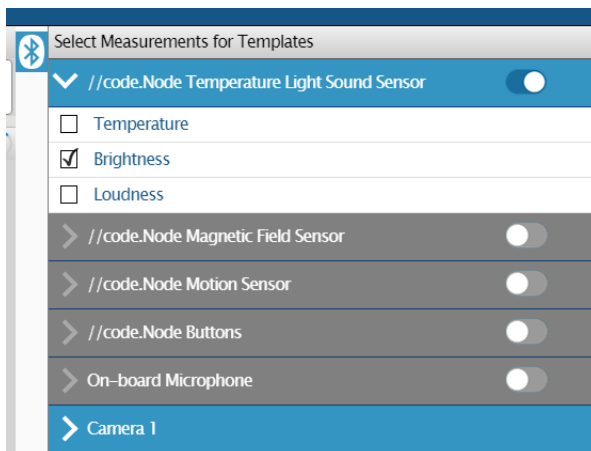 Select Measurements for Templates
//code.Node Temperature Light Sound Sensor
Temperature
Brightness
Loudness
//code.Node Magnetic Field Sensor
//code.Node Motion Sensor
//code.Node Buttons
On-board Microphone
Camera 1